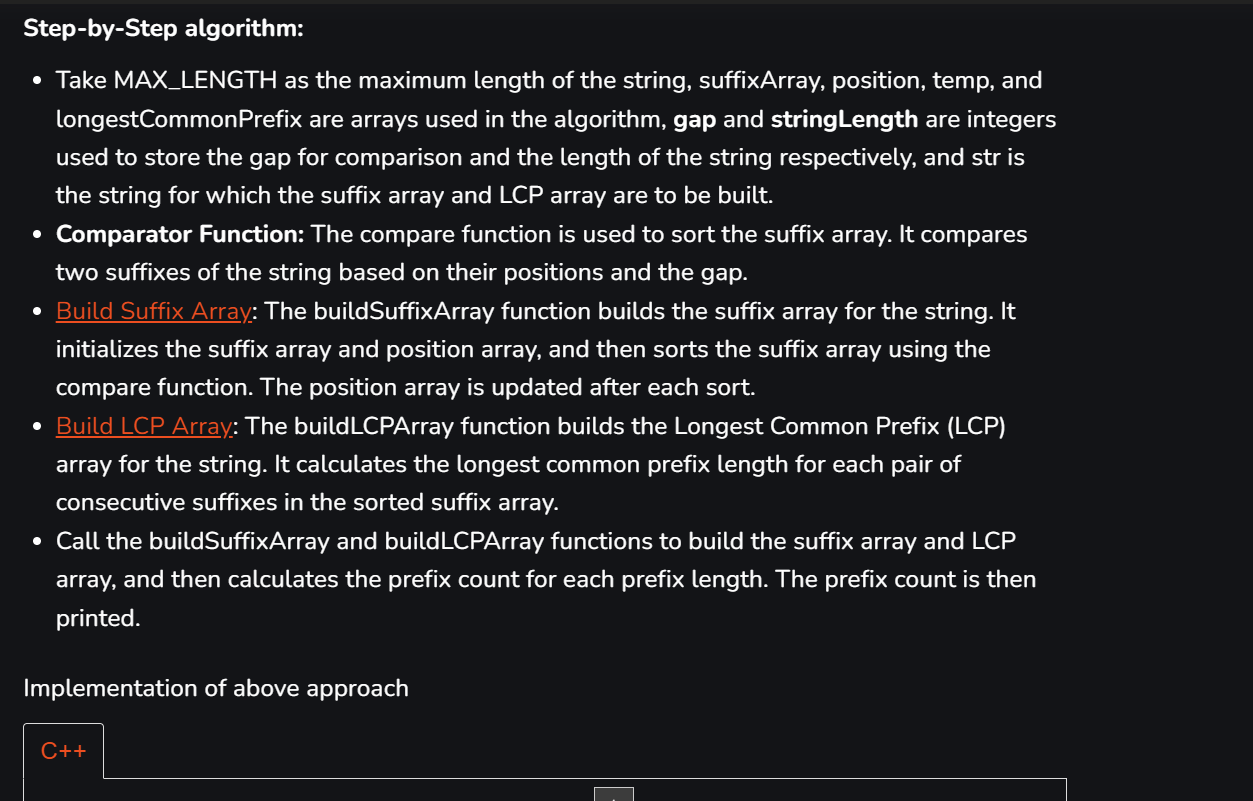 Step-by-Step algorithm:
• Take MAX_LENGTH as the maximum length of the string, suffixArray, position, temp, and
longestCommonPrefix are arrays used in the algorithm, gap and stringLength are integers
used to store the gap for comparison and the length of the string respectively, and str is
the string for which the suffix array and LCP array are to be built.
• Comparator Function: The compare function is used to sort the suffix array. It compares
two suffixes of the string based on their positions and the gap.
• Build Suffix Array: The buildSuffixArray function builds the suffix array for the string. It
initializes the suffix array and position array, and then sorts the suffix array using the
compare function. The position array is updated after each sort.
• Build LCP Array: The buildLCPArray function builds the Longest Common Prefix (LCP)
array for the string. It calculates the longest common prefix length for each pair of
consecutive suffixes in the sorted suffix array.
• Call the buildSuffixArray and buildLCPArray functions to build the suffix array and LCP
array, and then calculates the prefix count for each prefix length. The prefix count is then
printed.
Implementation of above approach
C++